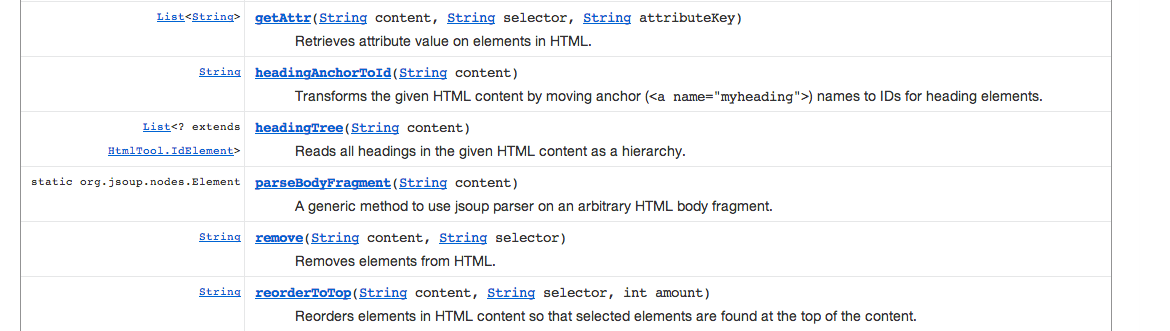 List<String> getAttr(String content, String selector, String attributeKey)
Retrieves attribute value on elements in HTML.
String headingAnchorToId(String content)
Transforms the given HTML content by moving anchor (<a name="myheading">) names to IDs for heading elements.
List<? extends headingTree(String content)
HtmlTool.IdElement> Reads all headings in the given HTML content as a hierarchy.
static org.jsoup.nodes.Element parseBodyFragment(String content)
A generic method to use jsoup parser on an arbitrary HTML body fragment.
String remove(String content, String selector)
Removes elements from HTML.
String reorderToTop(String content, String selector, int amount)
Reorders elements in HTML content so that selected elements are found at the top of the content.